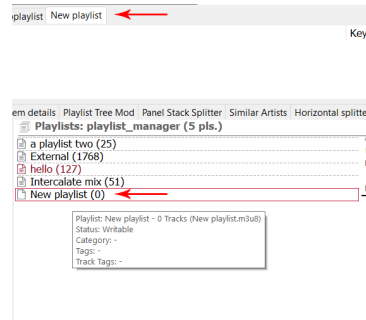 playlist New playlist
Key
em details Playlist Tree Mod Panel Stack Splitter Similar Artists Horizontal splitte
Playlists: playlist_manager (5 pls.)
a playlist two (25)
External (1768)
hello (127)
Intercalate mix (51)
New playlist (0)
Playlist: New playlist - 0 Tracks (New playlist.m3u8)
Status: Writable
Category: -
Tags: -
Track Tags: -